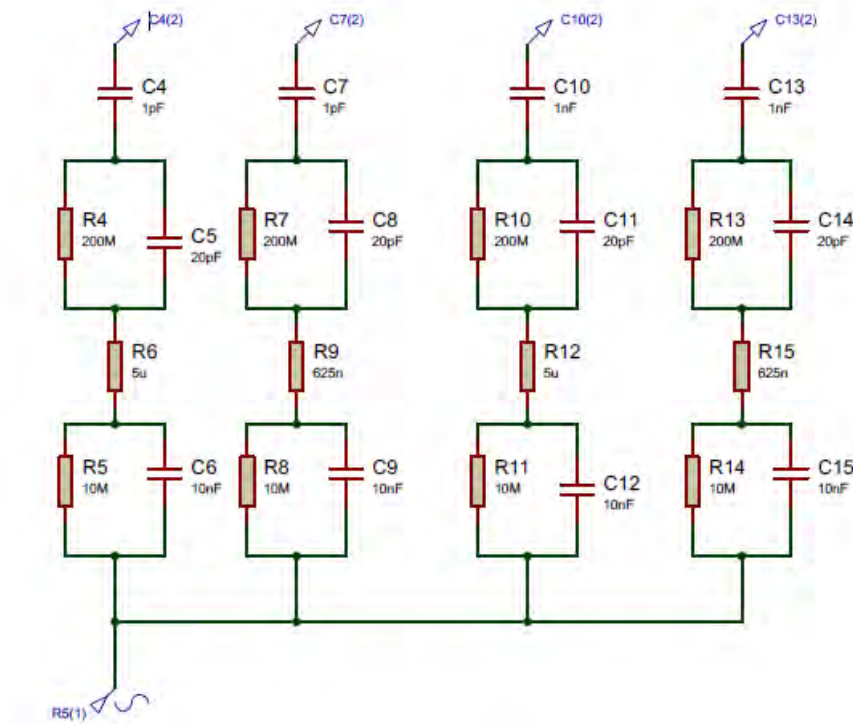 C4(2)
C7(2)
C10(2)
C13(2)
C4
1pF
C7
1pF
C10
1nF
C13
1nF
R4
200M
C5
20pF
R7
200M
C8
20pF
R10
200M
C11
20pF
R13
200M
C14
20pF
R6
5u
R9
625n
R12
5u
R15
625n
R5
10M
C6
10nF
R8
10M
C9
10nF
R11
10M
C12
10nF
R14
10M
C15
10nF
R5(1)